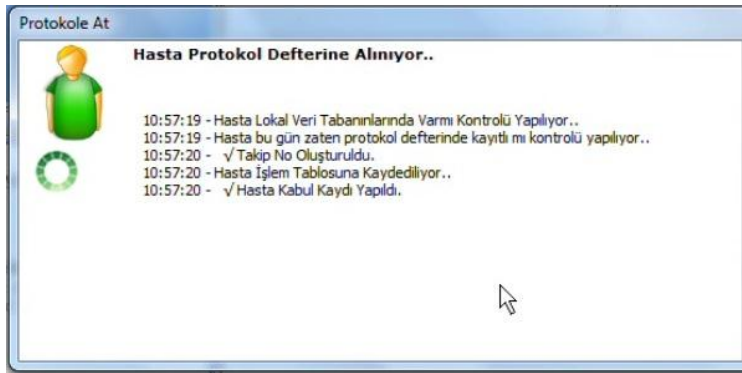 Protokole At
Hasta Protokol Defterine Alınıyor..
10:57:19 - Hasta Lokal Veri Tabanınlarında Varmı Kontrolü Yapılıyor..
10:57:19 - Hasta bu gün zaten protokol defterinde kayıtlı mı kontrolü yapılıyor..
10:57:20 - √ Takip No Oluşturuldu.
10:57:20 - Hasta İşlem Tablosuna Kaydediliyor..
10:57:20 - √ Hasta Kabul Kaydı Yapıldı.